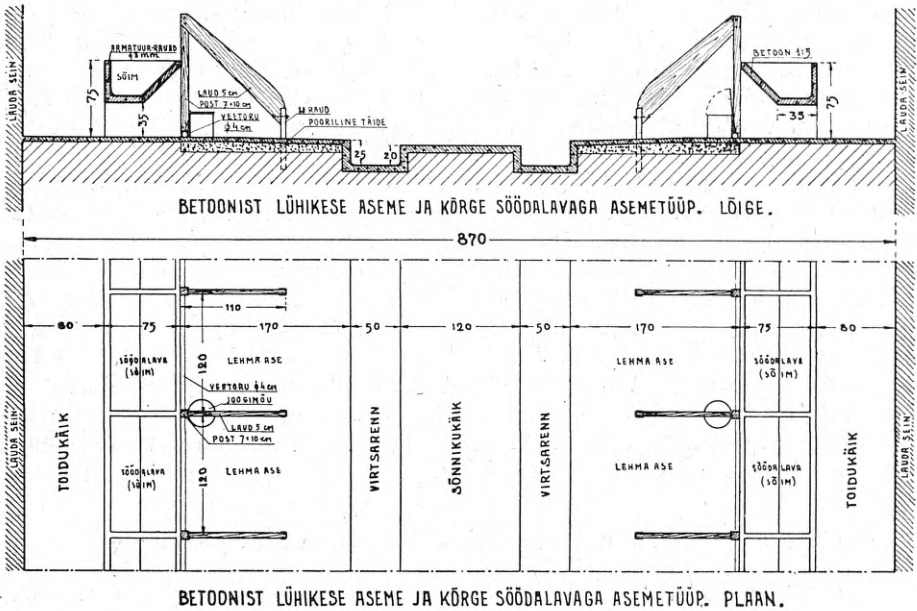 LAUDA SEIN
ARMATUUR-RAUAD
ø 8 mm
SÕIM
75
35
LAUD 5 cm
POST 7×10 cm
VEETORU
ø 4 cm
U RAUD
POORILINE TÄIDE
25
20
BETOON 1:5
75
35
LAUDA SEIN
BETOONIST LÜHIKESE ASEME JA KÕRGE SÖÖDALAVAGA ASEMETÜÜP. LÕIGE.
870
110
80
75
170
50
120
50
170
75
80
SÖÖDALAVA
(SÕIM)
120
LEHMA ASE
LEHMA ASE
SÖÖDALAVA
(SÕIM)
VEETORU ø 4 cm
JOOGINÕU
LAUD 5 cm
POST 7×10 cm
LAUDA SEIN
TOIDUKÄIK
SÖÖDALAVA
(SÕIM)
120
LEHMA ASE
VIRTSARENN
SÕNNIKUKÄIK
VIRTSARENN
LEHMA ASE
SÖÖDALAVA
(SÕIM)
TOIDUKÄIK
LAUDA SEIN
BETOONIST LÜHIKESE ASEME JA KÕRGE SÖÖDALAVAGA ASEMETÜÜP. PLAAN.